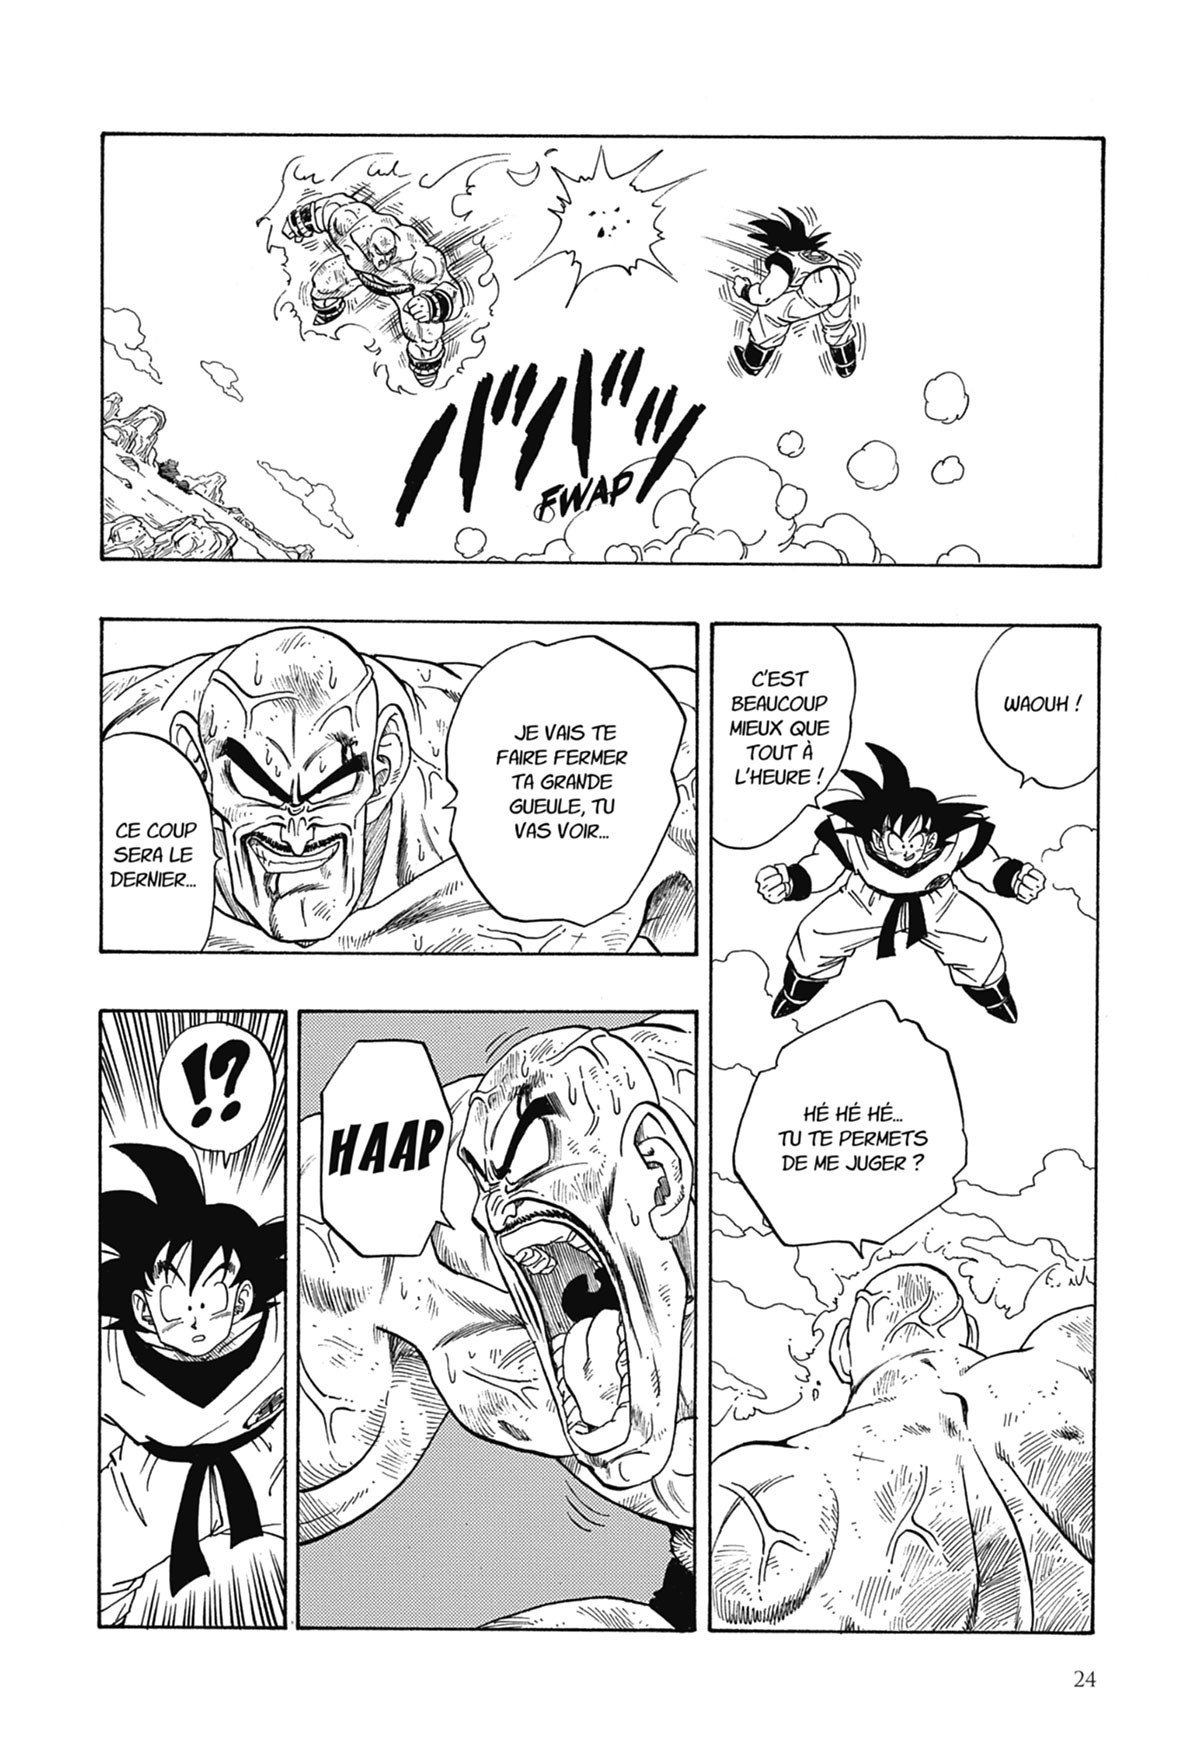 バババッ
FWAP
WAOUH !
C'EST
BEAUCOUP
MIEUX QUE
TOUT À
L'HEURE !
HÉ HÉ HÉ...
TU TE PERMETS
DE ME JUGER ?
JE VAIS TE
FAIRE FERMER
TA GRANDE
GUEULE, TU
VAS VOIR...
CE COUP
SERA LE
DERNIER...
HAAP
!?
24